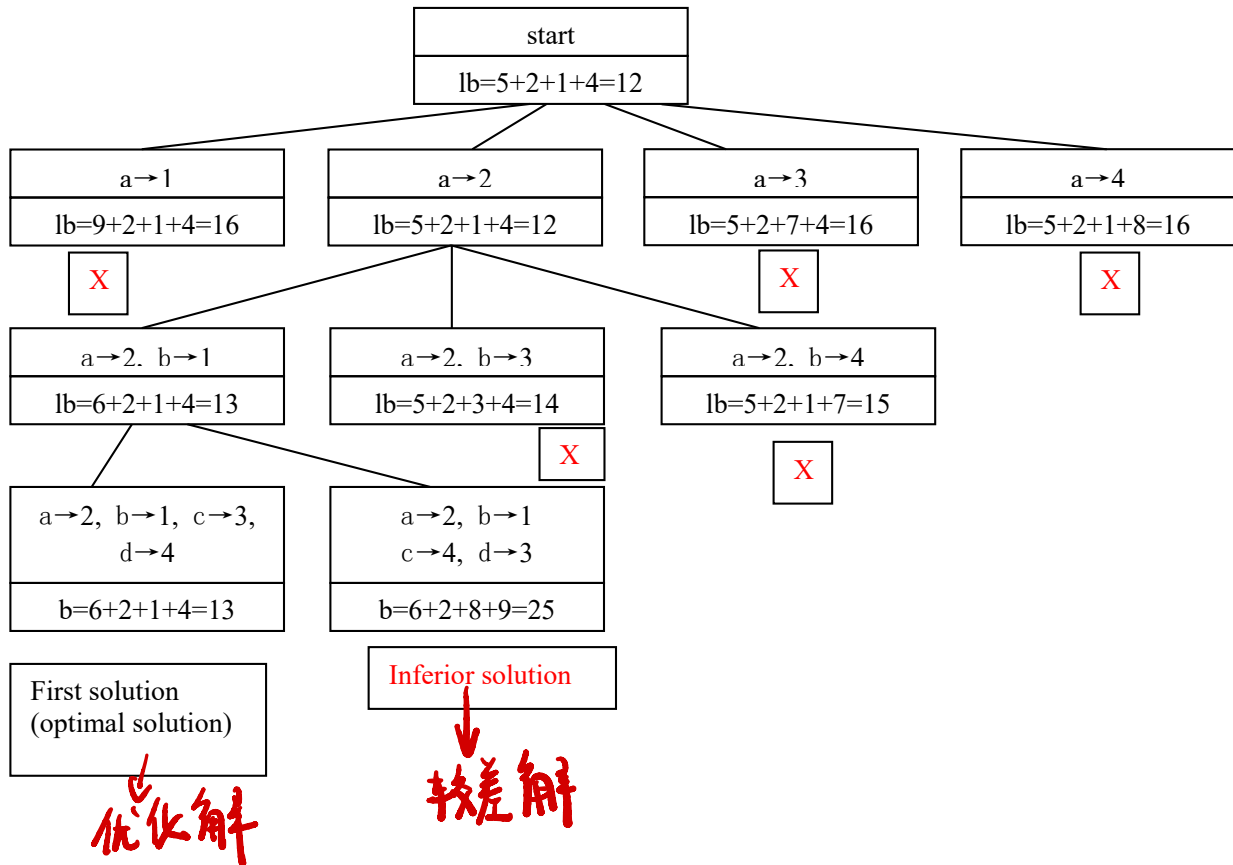 start
lb=5+2+1+4=12
a→1
a→2
a→3
a→4
lb=9+2+1+4=16
lb=5+2+1+4=12
lb=5+2+7+4=16
lb=5+2+1+8=16
X
X
X
a→2, b→1
a→2, b→3
a→2, b→4
lb=6+2+1+4=13
lb=5+2+3+4=14
lb=5+2+1+7=15
X
X
a→2, b→1, c→3,
d→4
a→2, b→1
c→4, d→3
b=6+2+1+4=13
b=6+2+8+9=25
First solution
(optimal solution)
Inferior solution
优化解
较差解